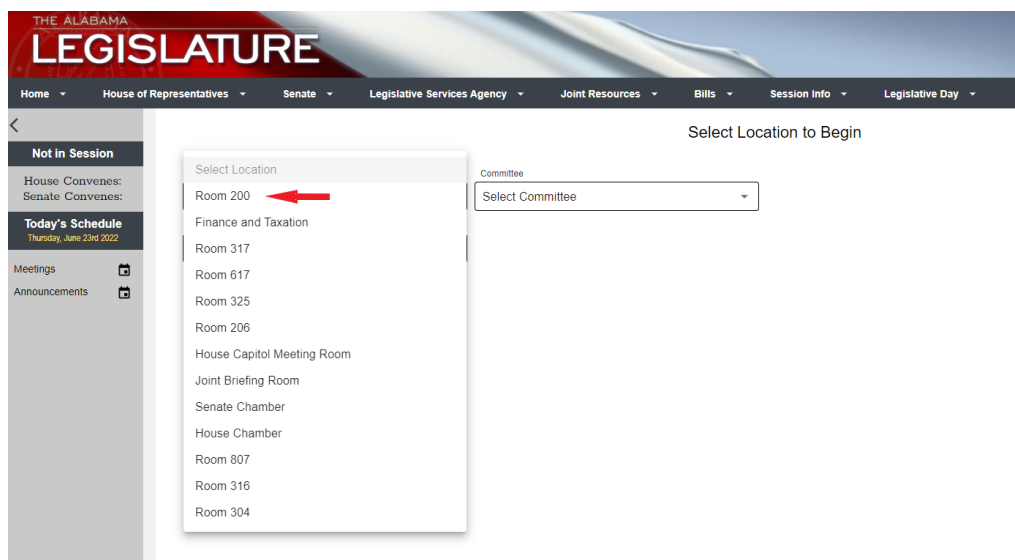 THE ALABAMA
LEGISLATURE
Home House of Representatives Senate Legislative Services Agency Joint Resources Bills Session Info Legislative Day
Not in Session
House Convenes:
Senate Convenes:
Today's Schedule
Thursday, June 23rd 2022
Meetings
Announcements
Select Location to Begin
Select Location
Room 200
Finance and Taxation
Room 317
Room 617
Room 325
Room 206
House Capitol Meeting Room
Joint Briefing Room
Senate Chamber
House Chamber
Room 807
Room 316
Room 304
Committee
Select Committee